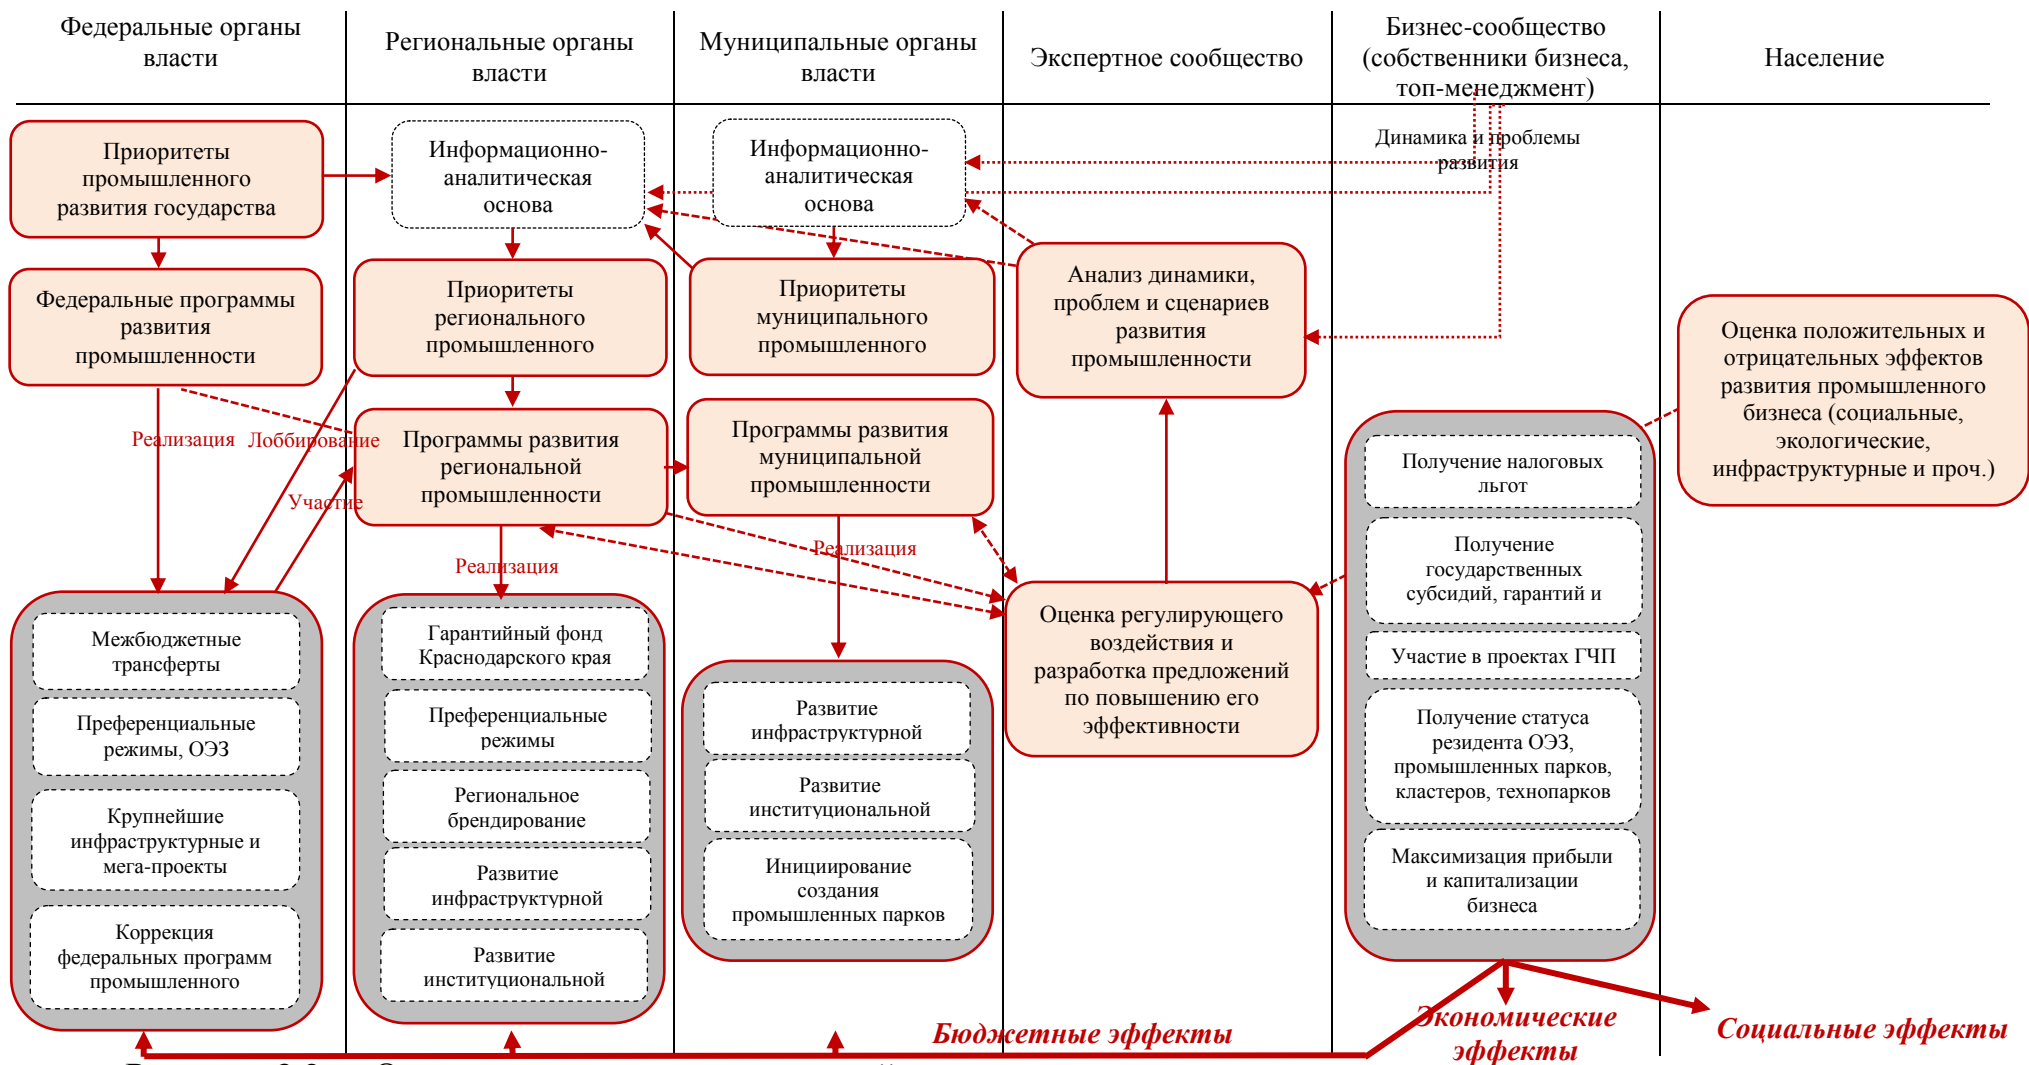 Федеральные органы
власти
Региональные органы
власти
Муниципальные органы
власти
Экспертное сообщество
Бизнес-сообщество
(собственники бизнеса,
топ-менеджмент)
Население
Приоритеты
промышленного
развития государства
Информационно-
аналитическая
основа
Информационно-
аналитическая
основа
Динамика и проблемы
развития
Федеральные программы
развития
промышленности
Приоритеты
регионального
промышленного
Приоритеты
муниципального
промышленного
Анализ динамики,
проблем и сценариев
развития
промышленности
Оценка положительных и
отрицательных эффектов
развития промышленного
бизнеса (социальные,
экологические,
инфраструктурные и проч.)
Реализация
Лоббирование
Участие
Программы развития
региональной
промышленности
Программы развития
муниципальной
промышленности
Реализация
Реализация
Межбюджетные
трансферты
Преференциальные
режимы, ОЭЗ
Крупнейшие
инфраструктурные и
мега-проекты
Коррекция
федеральных программ
промышленного
Гарантийный фонд
Краснодарского края
Преференциальные
режимы
Региональное
брендирование
Развитие
инфраструктурной
Развитие
институциональной
Развитие
инфраструктурной
Развитие
институциональной
Инициирование
создания
промышленных парков
Оценка регулирующего
воздействия и
разработка предложений
по повышению его
эффективности
Получение налоговых
льгот
Получение
государственных
субсидий, гарантий и
Участие в проектах ГЧП
Получение статуса
резидента ОЭЗ,
промышленных парков,
кластеров, технопарков
Максимизация прибыли
и капитализации
бизнеса
Бюджетные эффекты
Экономические
эффекты
Социальные эффекты